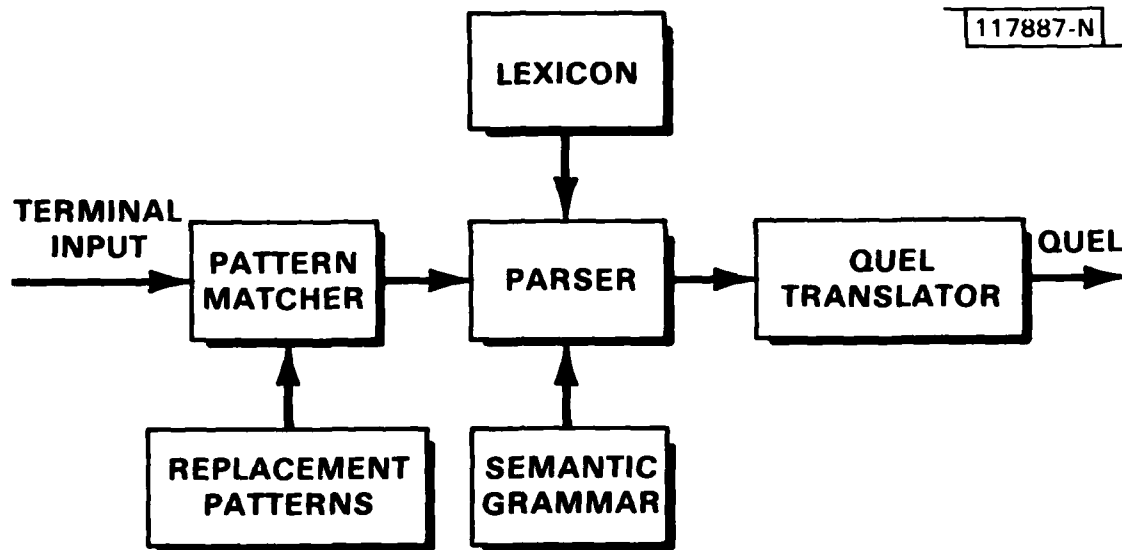 117887-N
LEXICON
TERMINAL
INPUT
PATTERN
MATCHER
PARSER
QUEL
TRANSLATOR
QUEL
REPLACEMENT
PATTERNS
SEMANTIC
GRAMMAR